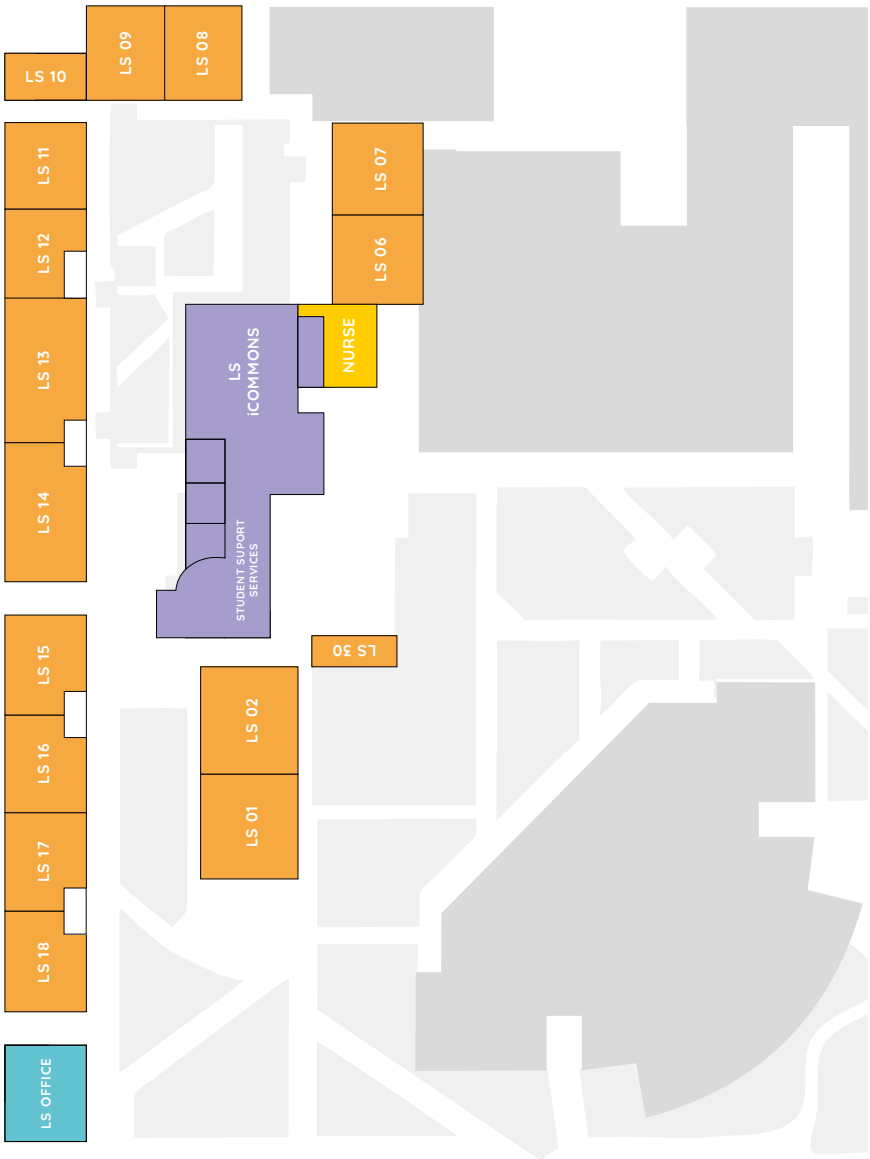 LS 09
LS 08
LS 10
LS 11
LS 07
LS 12
LS 06
LS 13
LS
iCOMMONS
NURSE
LS 14
STUDENT SUPORT
SERVICES
LS 15
LS 30
LS 02
LS 16
LS 01
LS 17
LS 18
LS OFFICE